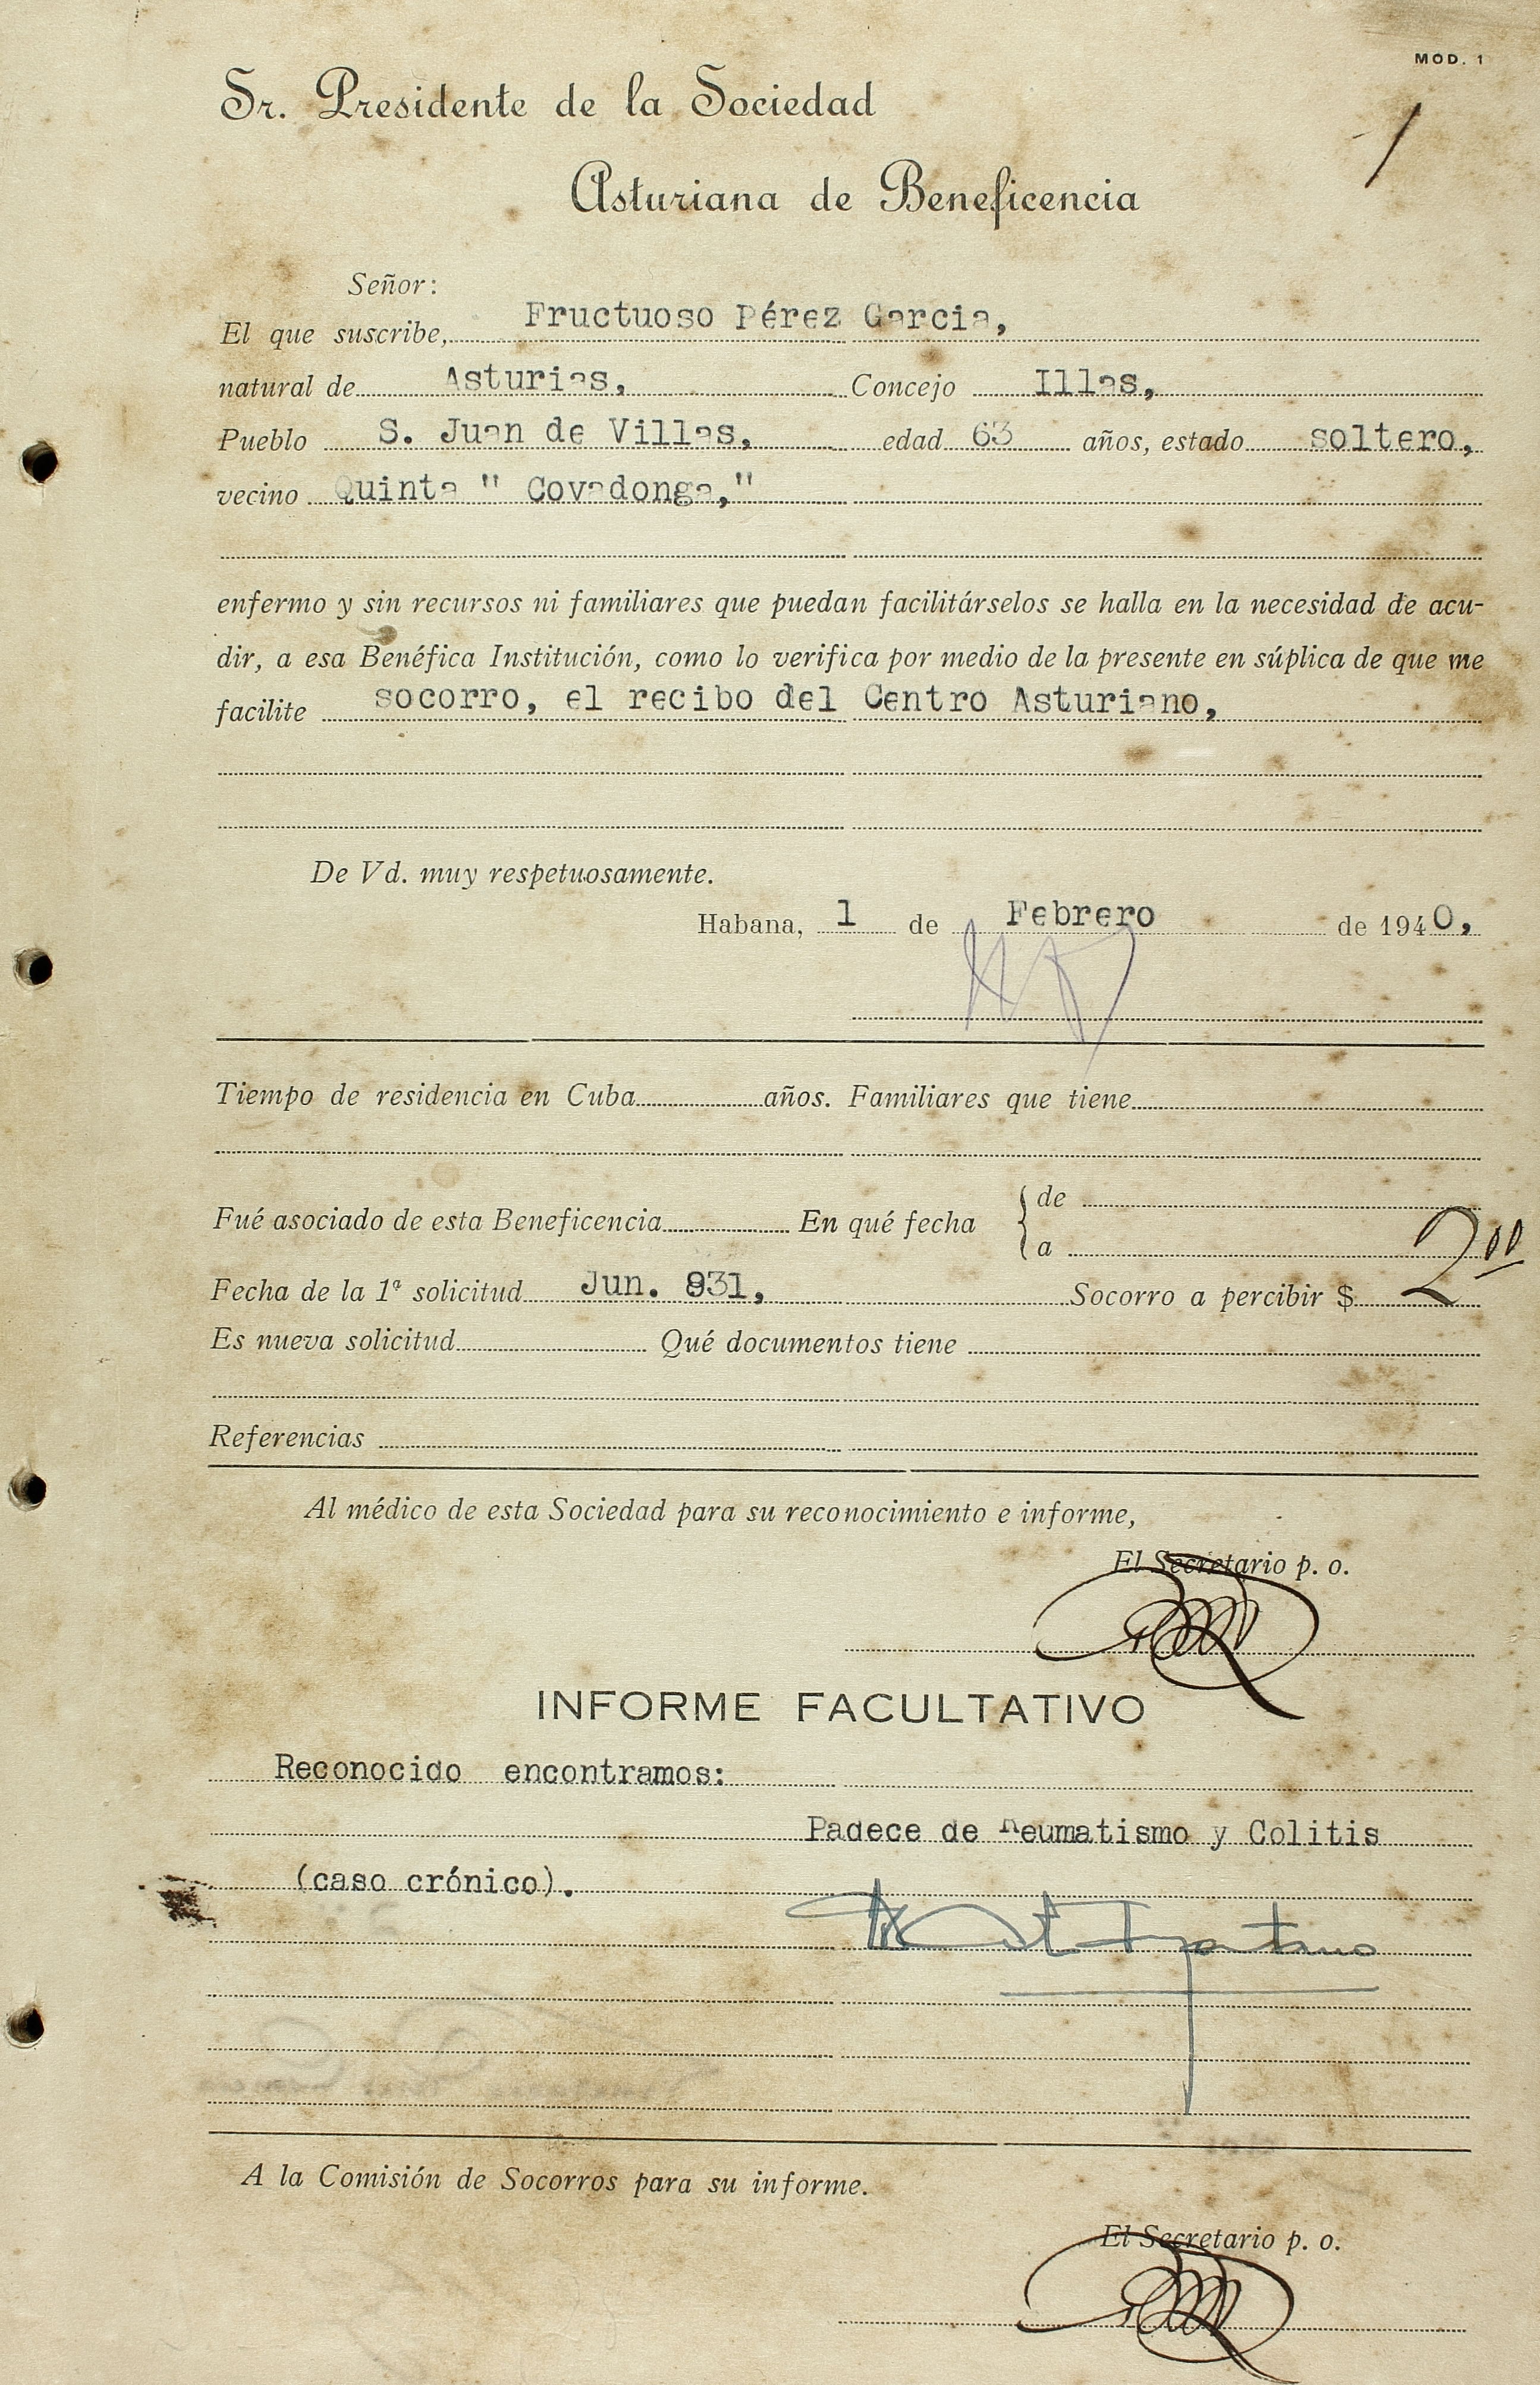 MOD. 1
Sr. Presidente de la Sociedad
1
Asturiana de Beneficencia
Señor:
El que suscribe, Fructuoso Pérez Garcia,
natural de Asturias, Concejo Illas,
Pueblo S. Juan de Villas, edad 63 años, estado soltero,
vecino Quinta " Covadonga,"
enfermo y sin recursos ni familiares que puedan facilitárselos se halla en la necesidad de acu-
dir, a esa Benéfica Institución, como lo verifica por medio de la presente en súplica de que me
facilite socorro, el recibo del Centro Asturiano,
De Vd. muy respetuosamente.
Habana, 1 de Febrero de 1940,
Tiempo de residencia en Cuba años. Familiares que tiene
Fué asociado de esta Beneficencia En qué fecha { de
a
Fecha de la 1ª solicitud Jun. 931, Socorro a percibir $ 2 00
Es nueva solicitud Qué documentos tiene
Referencias
Al médico de esta Sociedad para su reconocimiento e informe,
El Secretario p. o.
INFORME FACULTATIVO
Reconocido encontramos:
Padece de Reumatismo y Colitis
(caso crónico).
A la Comisión de Socorros para su informe.
El Secretario p. o.